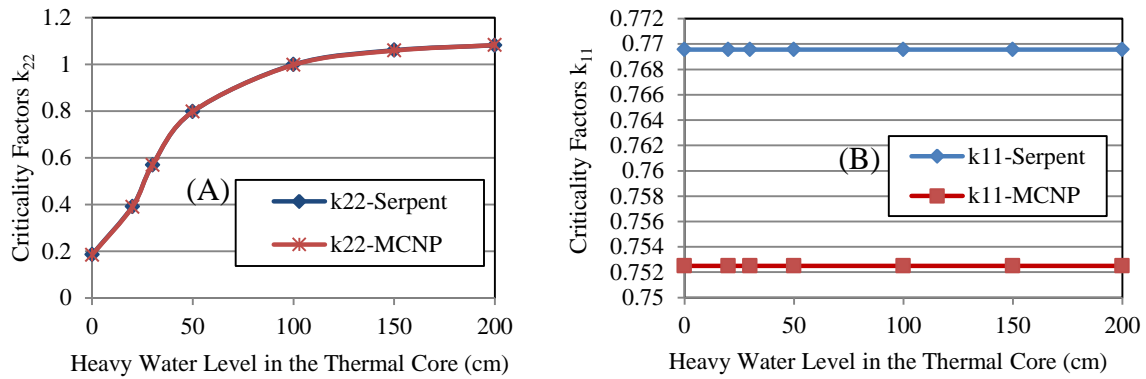 1.2
1
0.8
0.6
0.4
0.2
0
Criticality Factors k22
(A)
k22-Serpent
k22-MCNP
0 50 100 150 200
Heavy Water Level in the Thermal Core (cm)
0.772
0.77
0.768
0.766
0.764
0.762
0.76
0.758
0.756
0.754
0.752
0.75
Criticality Factors k11
(B)
k11-Serpent
k11-MCNP
0 50 100 150 200
Heavy Water Level in the Thermal Core (cm)